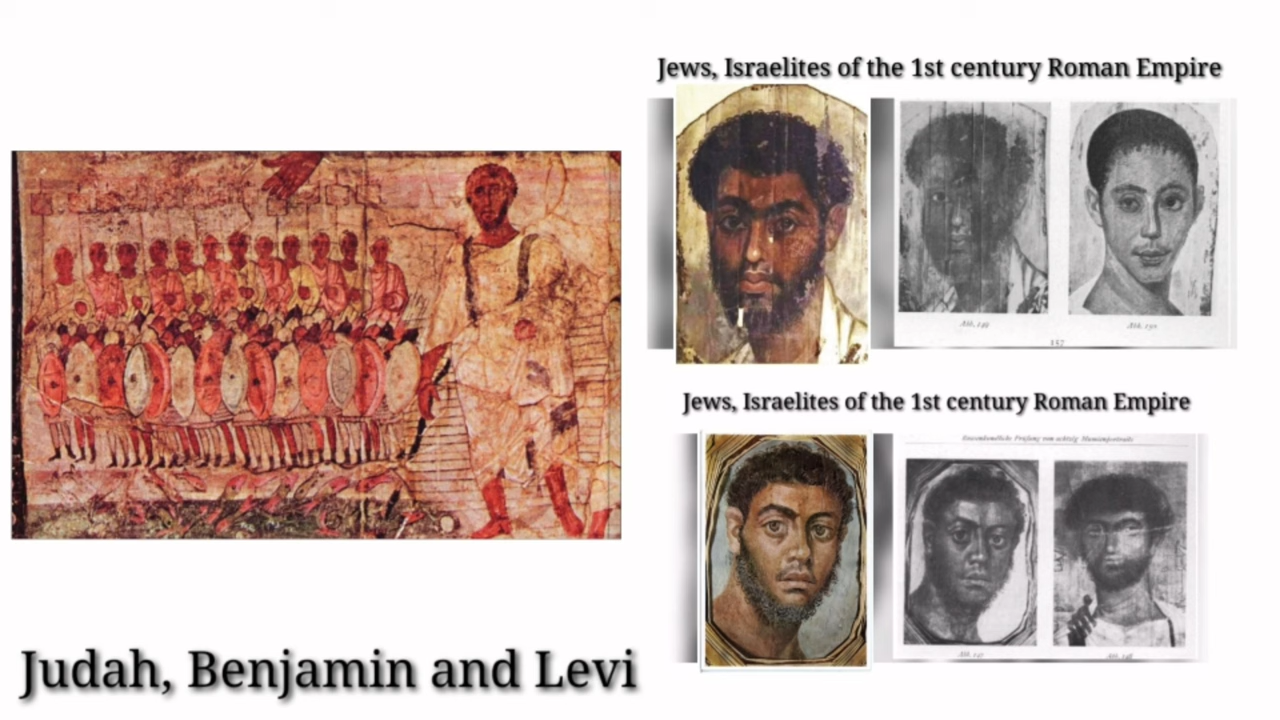 Jews, Israelites of the 1st century Roman Empire
157
Jews, Israelites of the 1st century Roman Empire
Judah, Benjamin and Levi